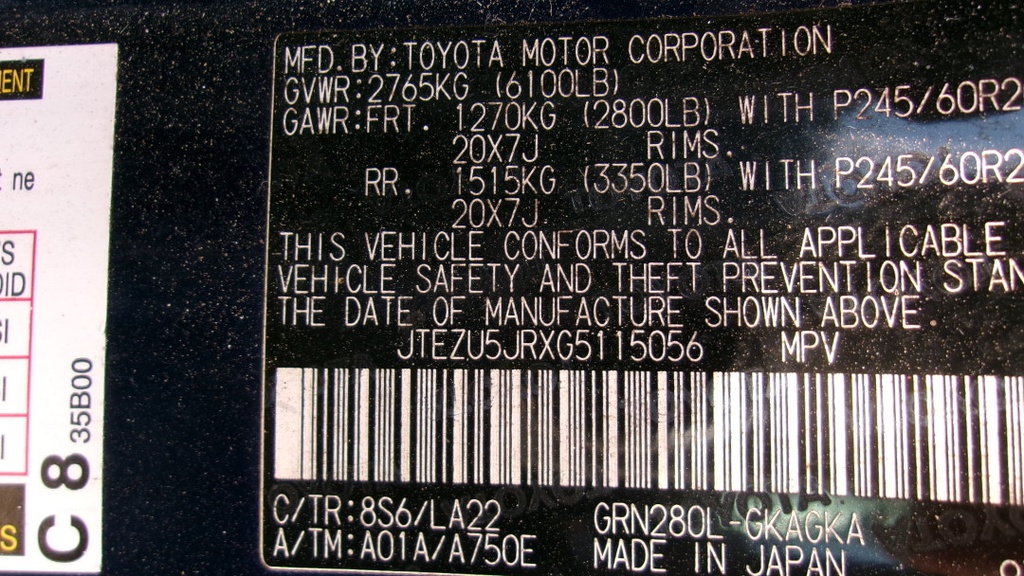 MFD. BY: TOYOTA MOTOR CORPORATION
GVWR: 2765KG (6100LB)
GAWR: FRT. 1270KG (2800LB) WITH P245/60R2
20X7J RIMS.
RR. 1515KG (3350LB) WITH P245/60R2
20X7J RIMS.
THIS VEHICLE CONFORMS TO ALL APPLICABLE
VEHICLE SAFETY AND THEFT PREVENTION STAN
THE DATE OF MANUFACTURE SHOWN ABOVE.
JTEZU5JRXG5115056 MPV
C/TR: 8S6/LA22 GRN280L-GKAGKA
A/TM: A01A/A750E MADE IN JAPAN
ENT
ne
OID
C8 35B00